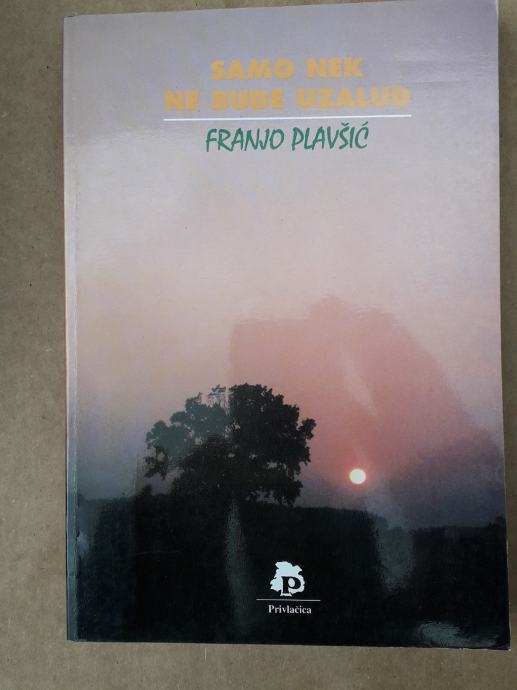 SAMO NEK
NE BUDE UZALUD
FRANJO PLAVŠIĆ
P
Privlačica